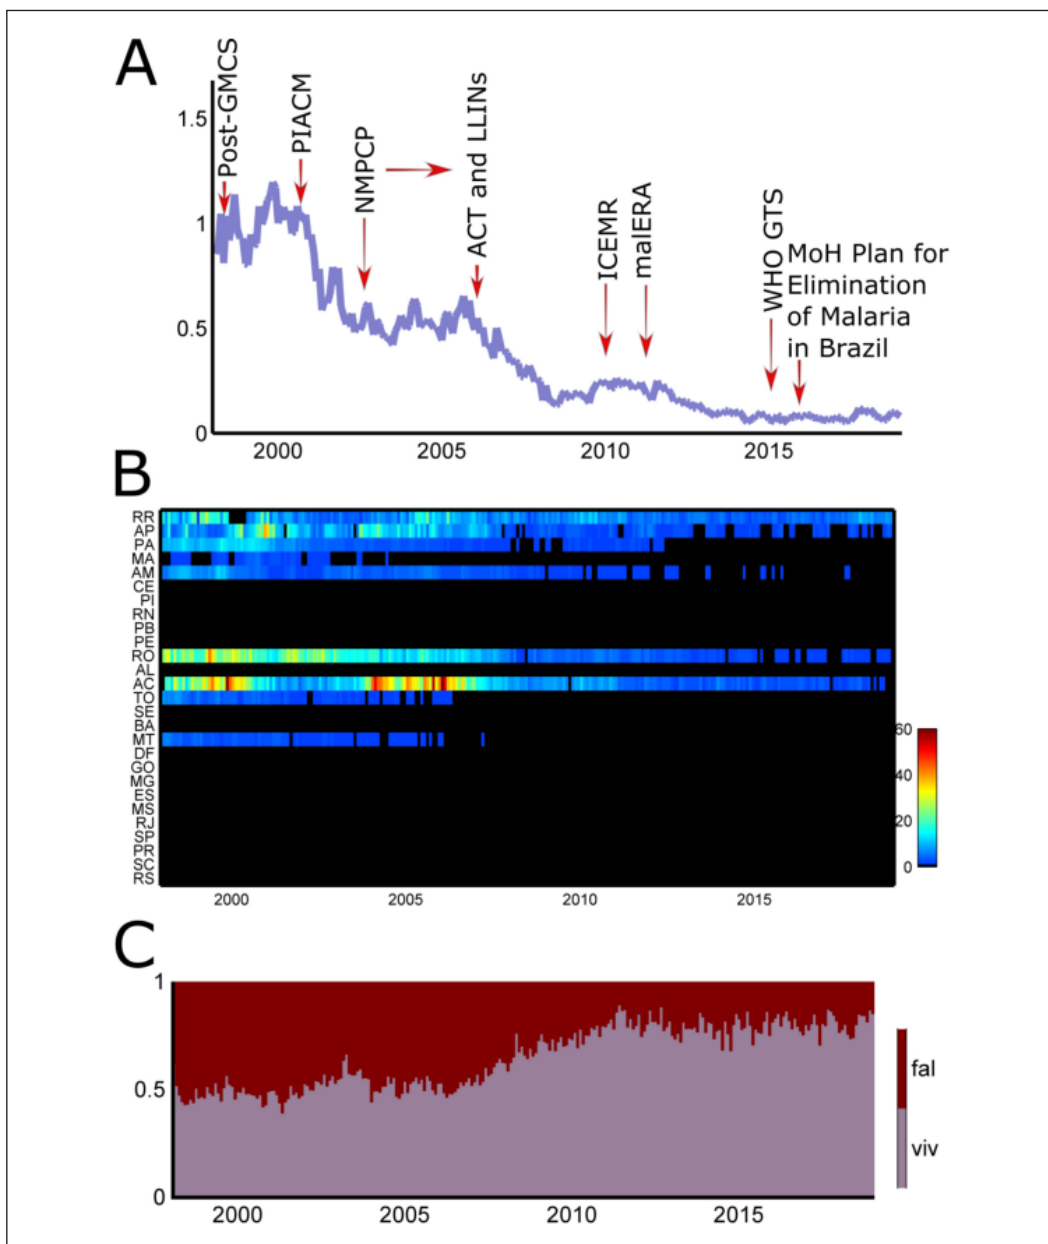 A
Post-GMCS
PIACM
NMPCP
ACT and LLINs
ICEMR
malERA
WHO GTS
MoH Plan for
Elimination
of Malaria
in Brazil
1.5
1
0.5
0
2000 2005 2010 2015
B
RR
AP
PA
MA
AM
CE
PI
RN
PB
PE
RO
AL
AC
TO
SE
BA
MT
DF
GO
MG
ES
MS
RJ
SP
PR
SC
RS
2000 2005 2010 2015
60
40
20
0
C
1
0.5
0
2000 2005 2010 2015
fal
viv